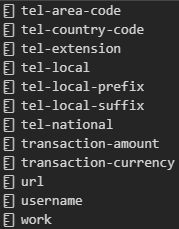 tel-area-code
tel-country-code
tel-extension
tel-local
tel-local-prefix
tel-local-suffix
tel-national
transaction-amount
transaction-currency
url
username
work